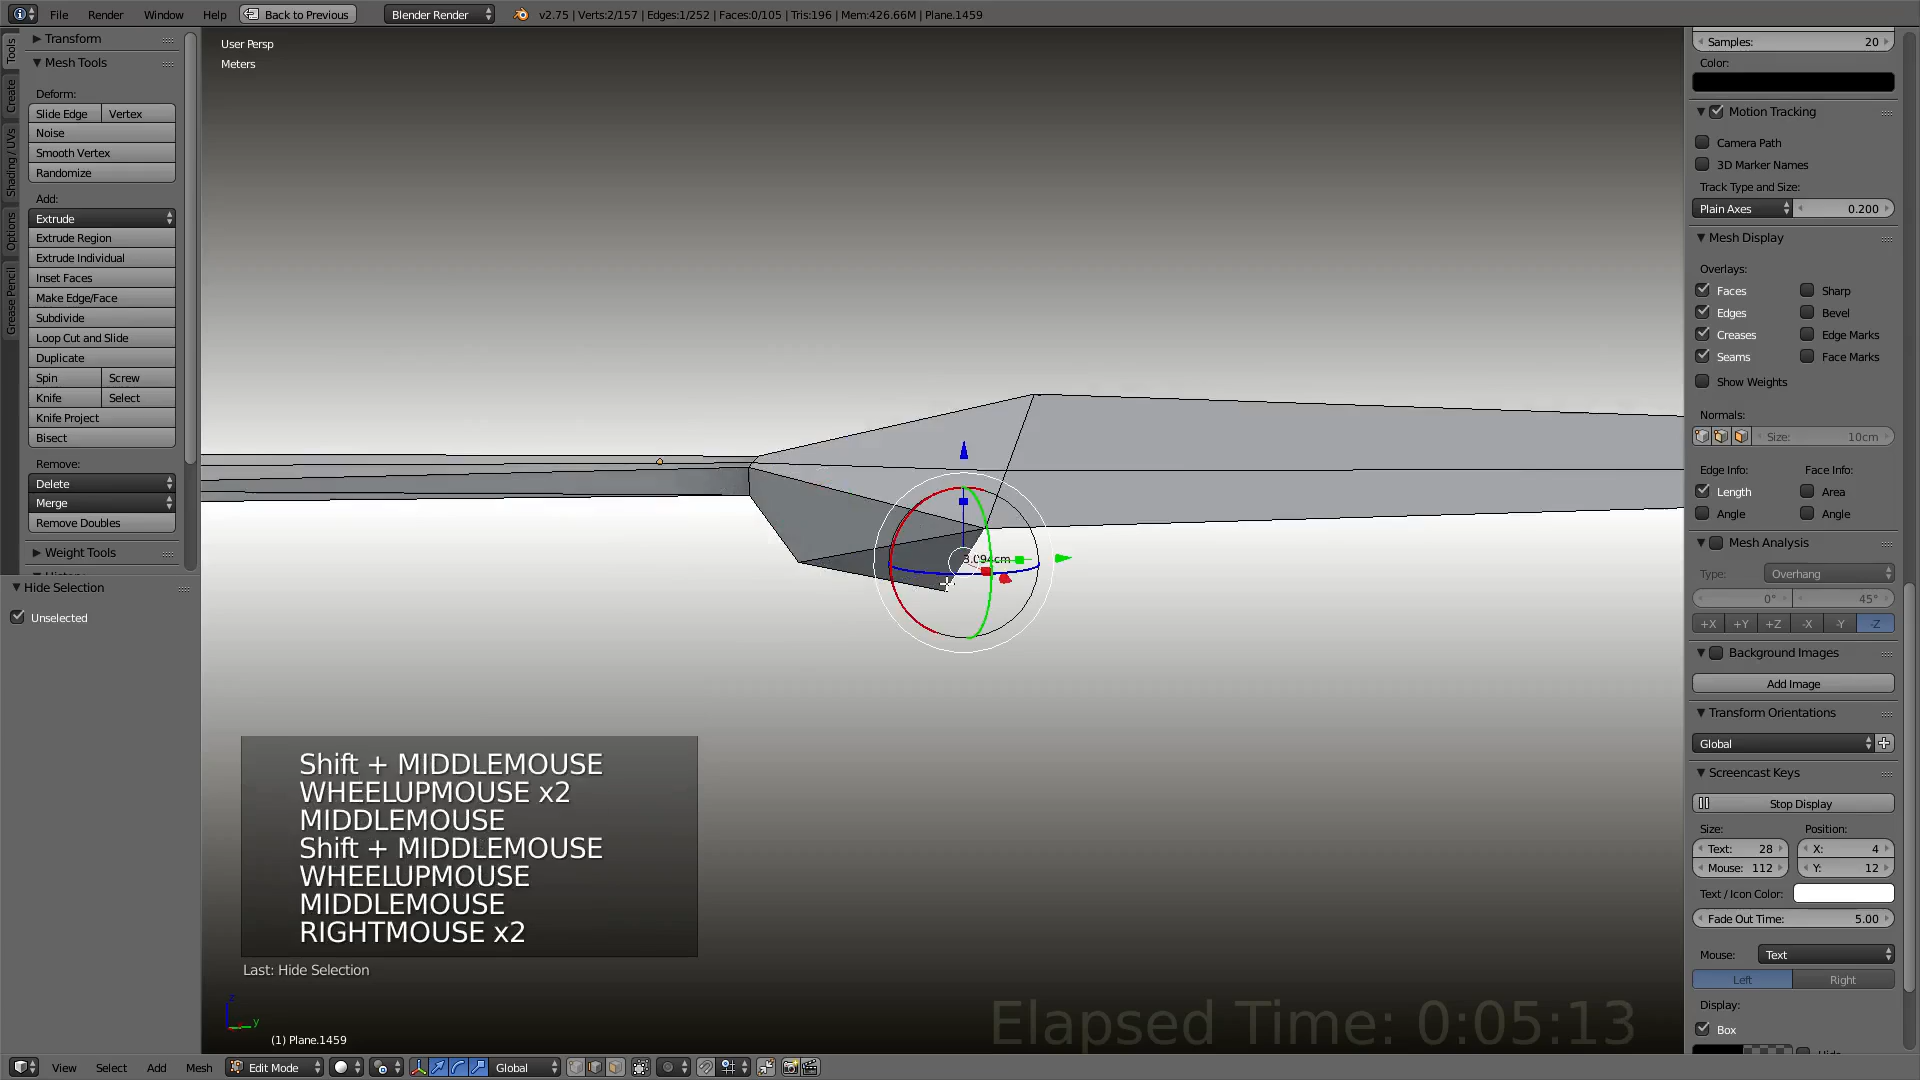 File Render Window Help Back to Previous Blender Render v2.75 | Verts:2/157 | Edges:1/252 | Faces:0/105 | Tris:196 | Mem:426.66M | Plane.1459
Tools
Create
Shading / UVs
Options
Grease Pencil
Transform
Mesh Tools
Deform:
Slide Edge Vertex
Noise
Smooth Vertex
Randomize
Add:
Extrude
Extrude Region
Extrude Individual
Inset Faces
Make Edge/Face
Subdivide
Loop Cut and Slide
Duplicate
Spin Screw
Knife Select
Knife Project
Bisect
Remove:
Delete
Merge
Remove Doubles
Weight Tools
Hide Selection
Unselected
User Persp
Meters
Shift + MIDDLEMOUSE
WHEELUPMOUSE x2
MIDDLEMOUSE
Shift + MIDDLEMOUSE
WHEELUPMOUSE
MIDDLEMOUSE
RIGHTMOUSE x2
Last: Hide Selection
z
y
(1) Plane.1459
Elapsed Time: 0:05:13
Samples: 20
Color:
Motion Tracking
Camera Path
3D Marker Names
Track Type and Size:
Plain Axes 0.200
Mesh Display
Overlays:
Faces Sharp
Edges Bevel
Creases Edge Marks
Seams Face Marks
Show Weights
Normals:
Size: 10cm
Edge Info: Face Info:
Length Area
Angle Angle
Mesh Analysis
Type: Overhang
0° 45°
+X +Y +Z -X -Y -Z
Background Images
Add Image
Transform Orientations
Global
Screencast Keys
Stop Display
Size: Position:
Text: 28 X: 4
Mouse: 112 Y: 12
Text / Icon Color:
Fade Out Time: 5.00
Mouse: Text
Left Right
Display:
Box
View Select Add Mesh Edit Mode Global